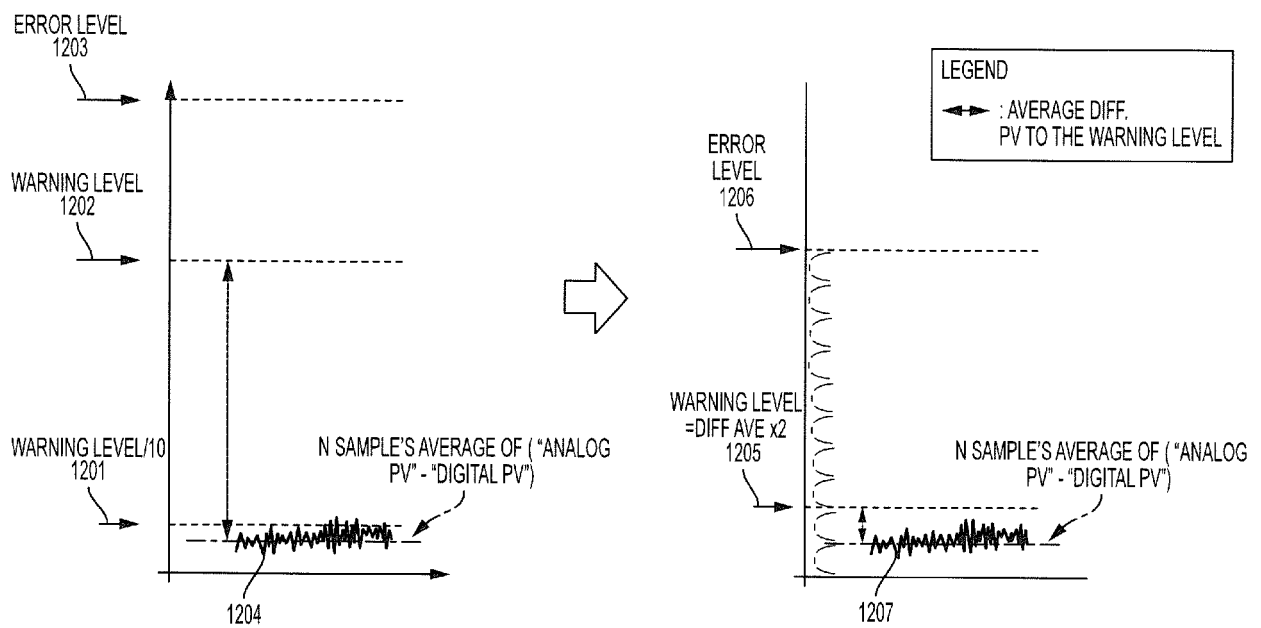 ERROR LEVEL
1203
WARNING LEVEL
1202
WARNING LEVEL/10
1201
N SAMPLE'S AVERAGE OF ( "ANALOG
PV" - "DIGITAL PV")
1204
LEGEND
: AVERAGE DIFF.
PV TO THE WARNING LEVEL
ERROR
LEVEL
1206
WARNING LEVEL
=DIFF AVE x2
1205
N SAMPLE'S AVERAGE OF ( "ANALOG
PV" - "DIGITAL PV")
1207